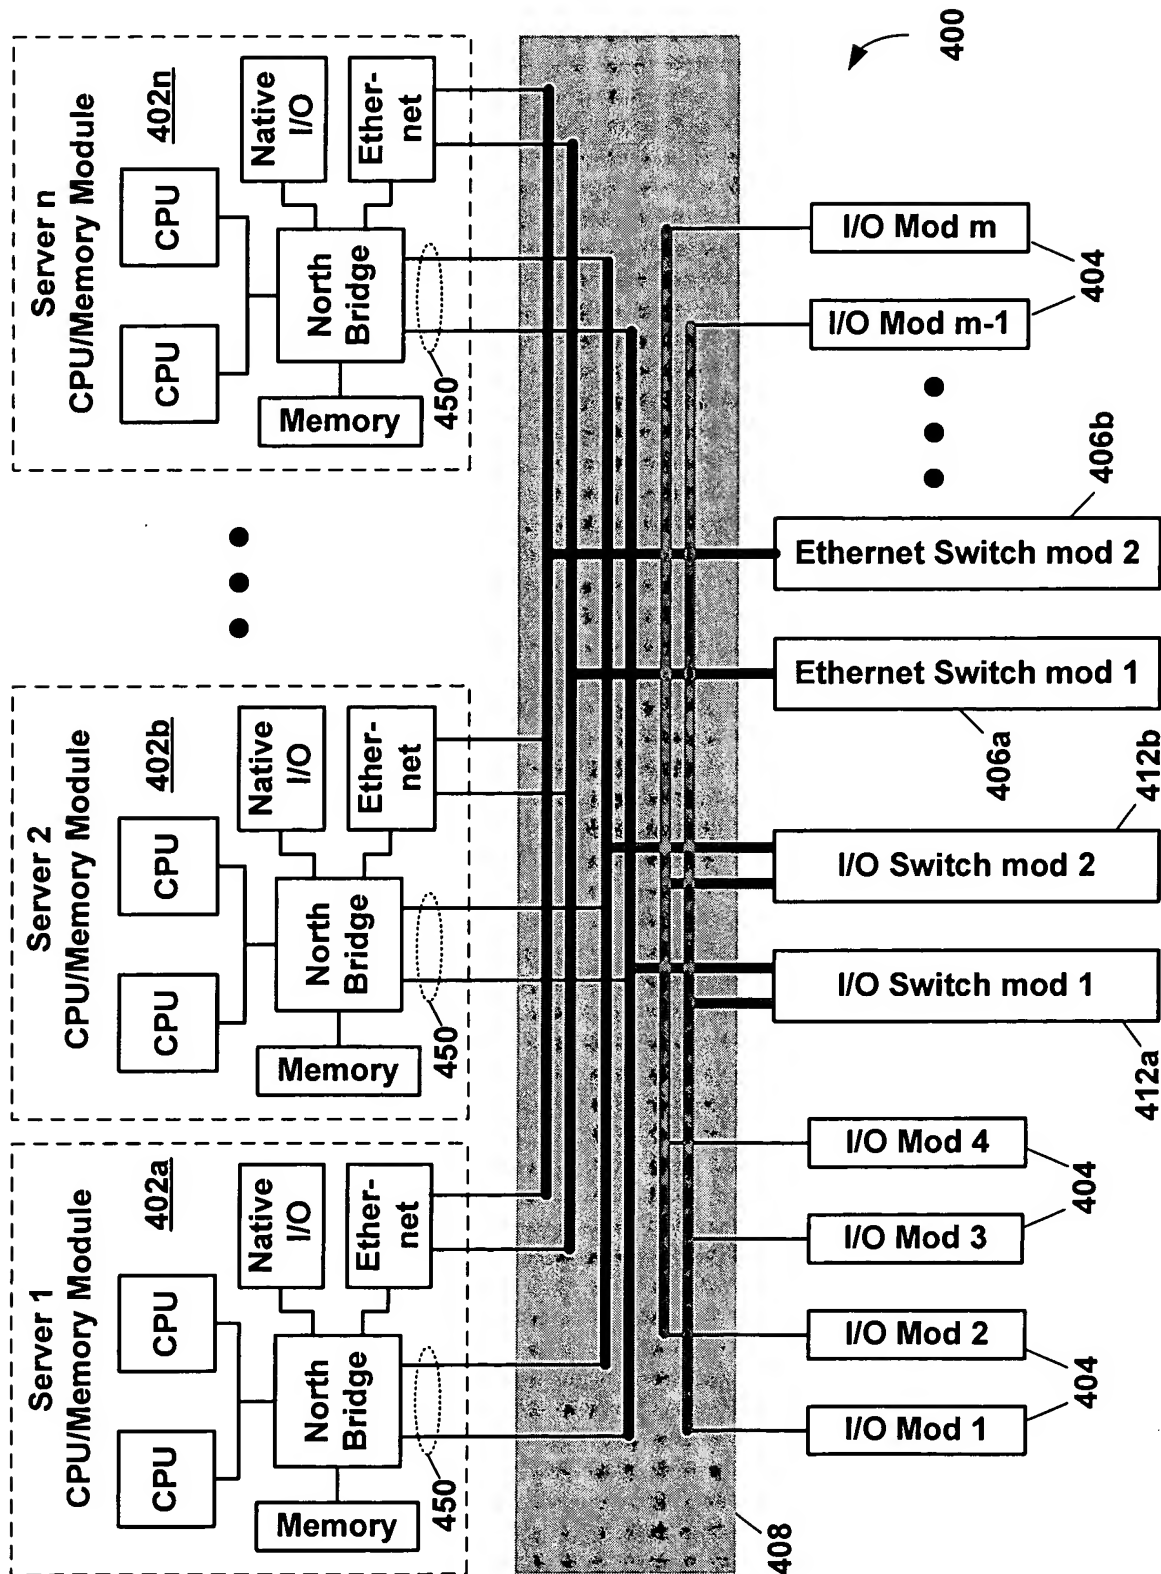 Server 1
CPU/Memory Module
402a
CPU
CPU
Memory
North
Bridge
Native
I/O
Ether-
net
450
Server 2
CPU/Memory Module
402b
CPU
CPU
Memory
North
Bridge
Native
I/O
Ether-
net
450
Server n
CPU/Memory Module
402n
CPU
CPU
Memory
North
Bridge
Native
I/O
Ether-
net
450
408
400
I/O Mod 1
I/O Mod 2
404
I/O Mod 3
I/O Mod 4
404
I/O Switch mod 1
412a
I/O Switch mod 2
412b
Ethernet Switch mod 1
406a
Ethernet Switch mod 2
406b
I/O Mod m-1
I/O Mod m
404